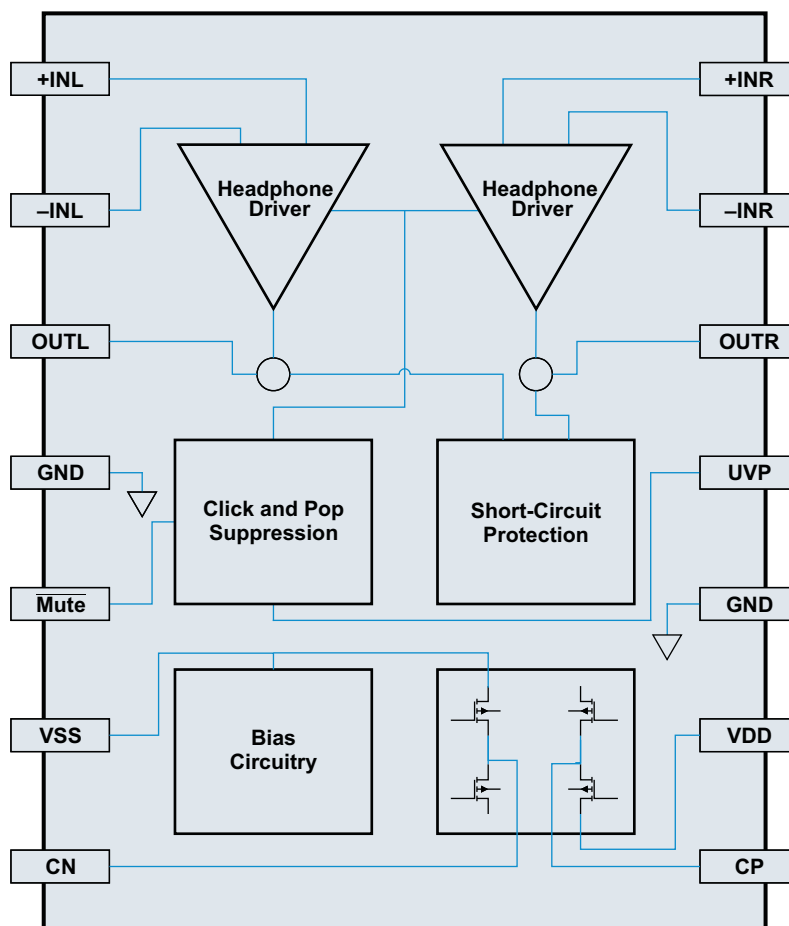 +INL
+INR
Headphone
Driver
Headphone
Driver
–INL
–INR
OUTL
OUTR
GND
UVP
Click and Pop
Suppression
Short-Circuit
Protection
Mute
GND
VSS
Bias
Circuitry
VDD
CN
CP